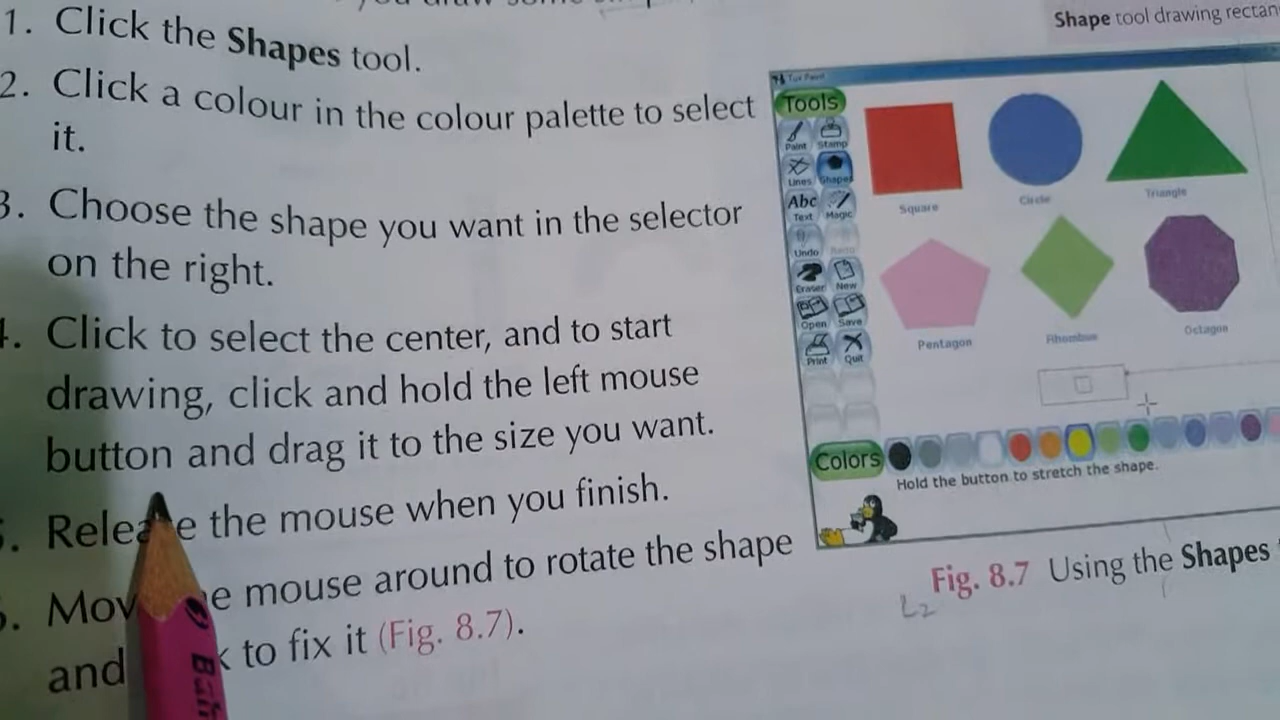 1. Click the Shapes tool.
2. Click a colour in the colour palette to select
it.
3. Choose the shape you want in the selector
on the right.
4. Click to select the center, and to start
drawing, click and hold the left mouse
button and drag it to the size you want.
5. Release the mouse when you finish.
mouse around to rotate the shape
and to fix it (Fig. 8.7).
Shape tool drawing
Tux Paint
Tools
Paint Stamp
Lines Shapes
Abc
Text Magic
Undo Redo
Eraser New
Open Save
Print Quit
Square Circle Triangle
Pentagon Rhombus Octagon
Colors
Hold the button to stretch the shape.
Fig. 8.7 Using the Shapes
L2